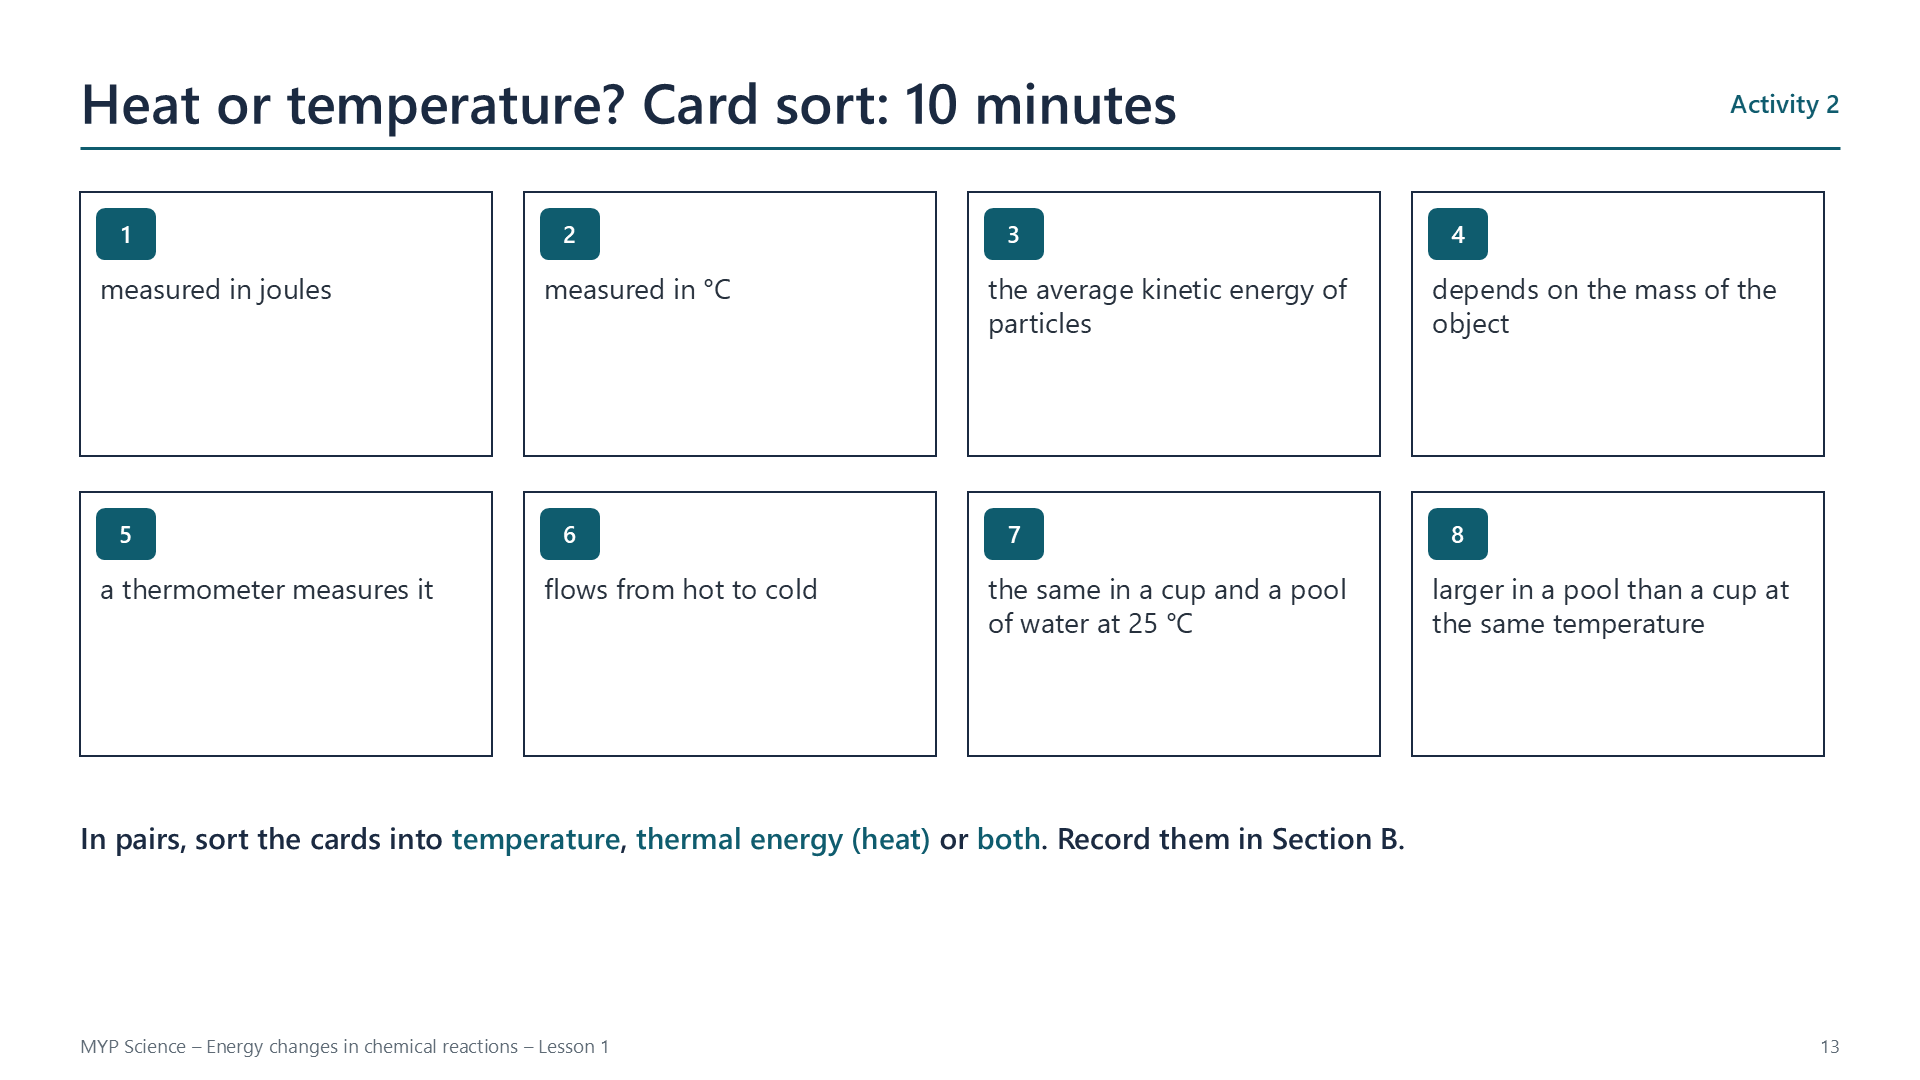 Heat or temperature? Card sort: 10 minutes
Activity 2
1
measured in joules
2
measured in °C
3
the average kinetic energy of
particles
4
depends on the mass of the
object
5
a thermometer measures it
6
flows from hot to cold
7
the same in a cup and a pool
of water at 25 °C
8
larger in a pool than a cup at
the same temperature
In pairs, sort the cards into temperature, thermal energy (heat) or both. Record them in Section B.
MYP Science – Energy changes in chemical reactions – Lesson 1
13